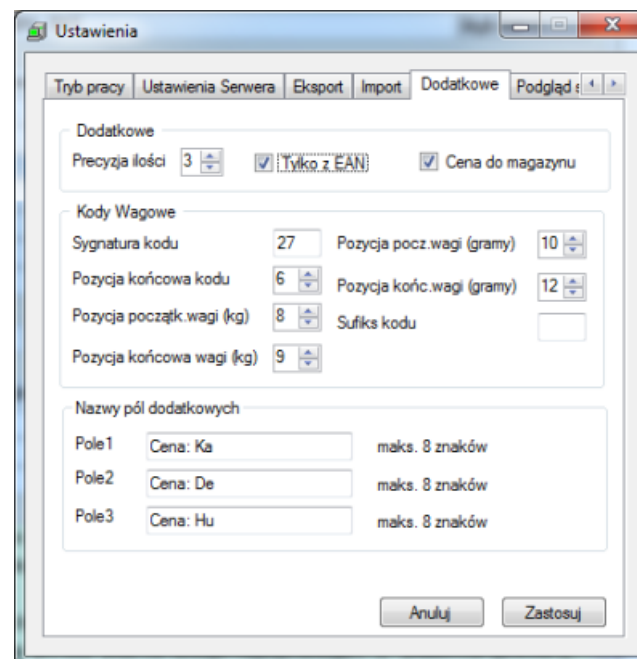 Ustawienia
Tryb pracy Ustawienia Serwera Eksport Import Dodatkowe Podgląd s
Dodatkowe
Precyzja ilości 3 Tylko z EAN Cena do magazynu
Kody Wagowe
Sygnatura kodu 27 Pozycja pocz.wagi (gramy) 10
Pozycja końcowa kodu 6 Pozycja końc.wagi (gramy) 12
Pozycja początk.wagi (kg) 8 Sufiks kodu
Pozycja końcowa wagi (kg) 9
Nazwy pól dodatkowych
Pole1 Cena: Ka maks. 8 znaków
Pole2 Cena: De maks. 8 znaków
Pole3 Cena: Hu maks. 8 znaków
Anuluj Zastosuj